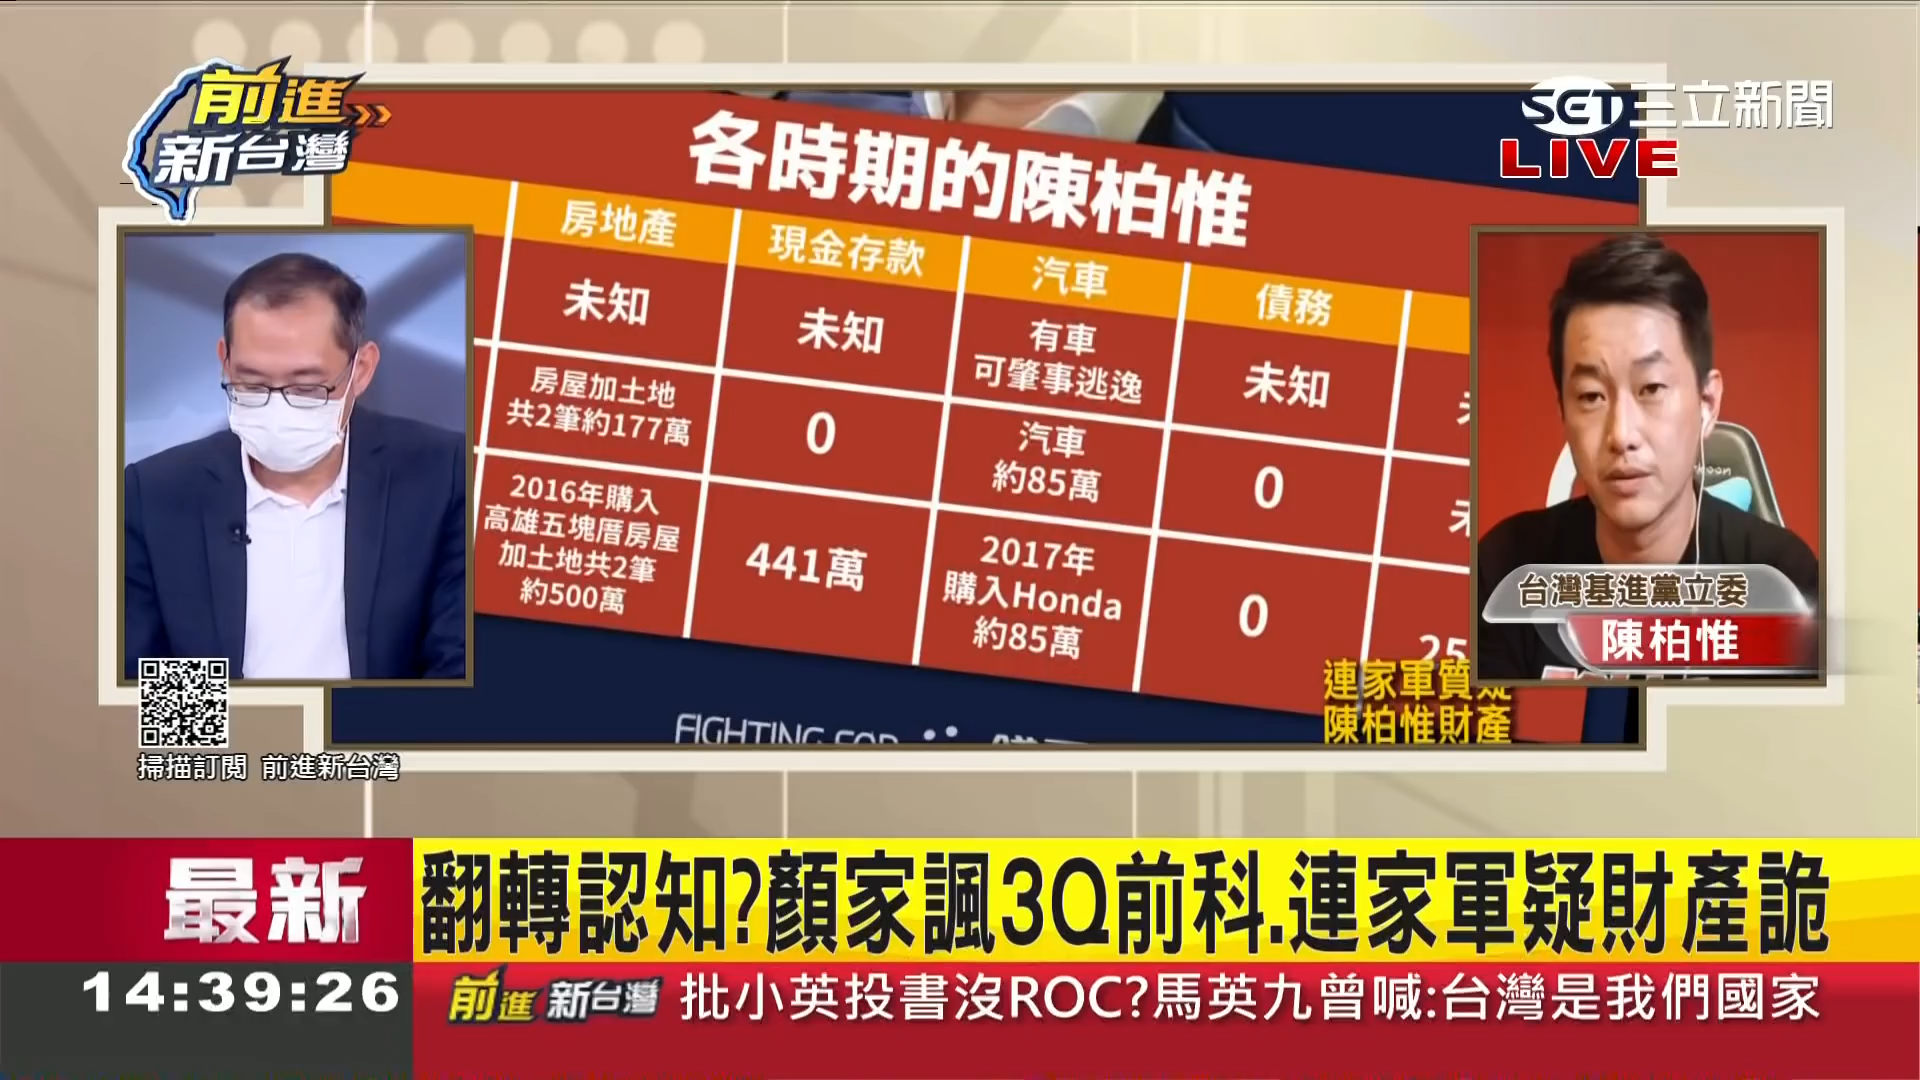 前進
新台灣
SET三立新聞
LIVE
各時期的陳柏惟
房地產
現金存款
汽車
債務
未知
未知
有車
可肇事逃逸
未知
房屋加土地
共2筆約177萬
0
汽車
約85萬
0
2016年購入
高雄五塊厝房屋
加土地共2筆
約500萬
441萬
2017年
購入Honda
約85萬
0
25
FIGHTING FOR
連家軍質疑
陳柏惟財產
台灣基進黨立委
陳柏惟
掃描訂閱 前進新台灣
最新
翻轉認知?顏家諷3Q前科.連家軍疑財產詭
14:39:26
前進新台灣 批小英投書沒ROC?馬英九曾喊:台灣是我們國家